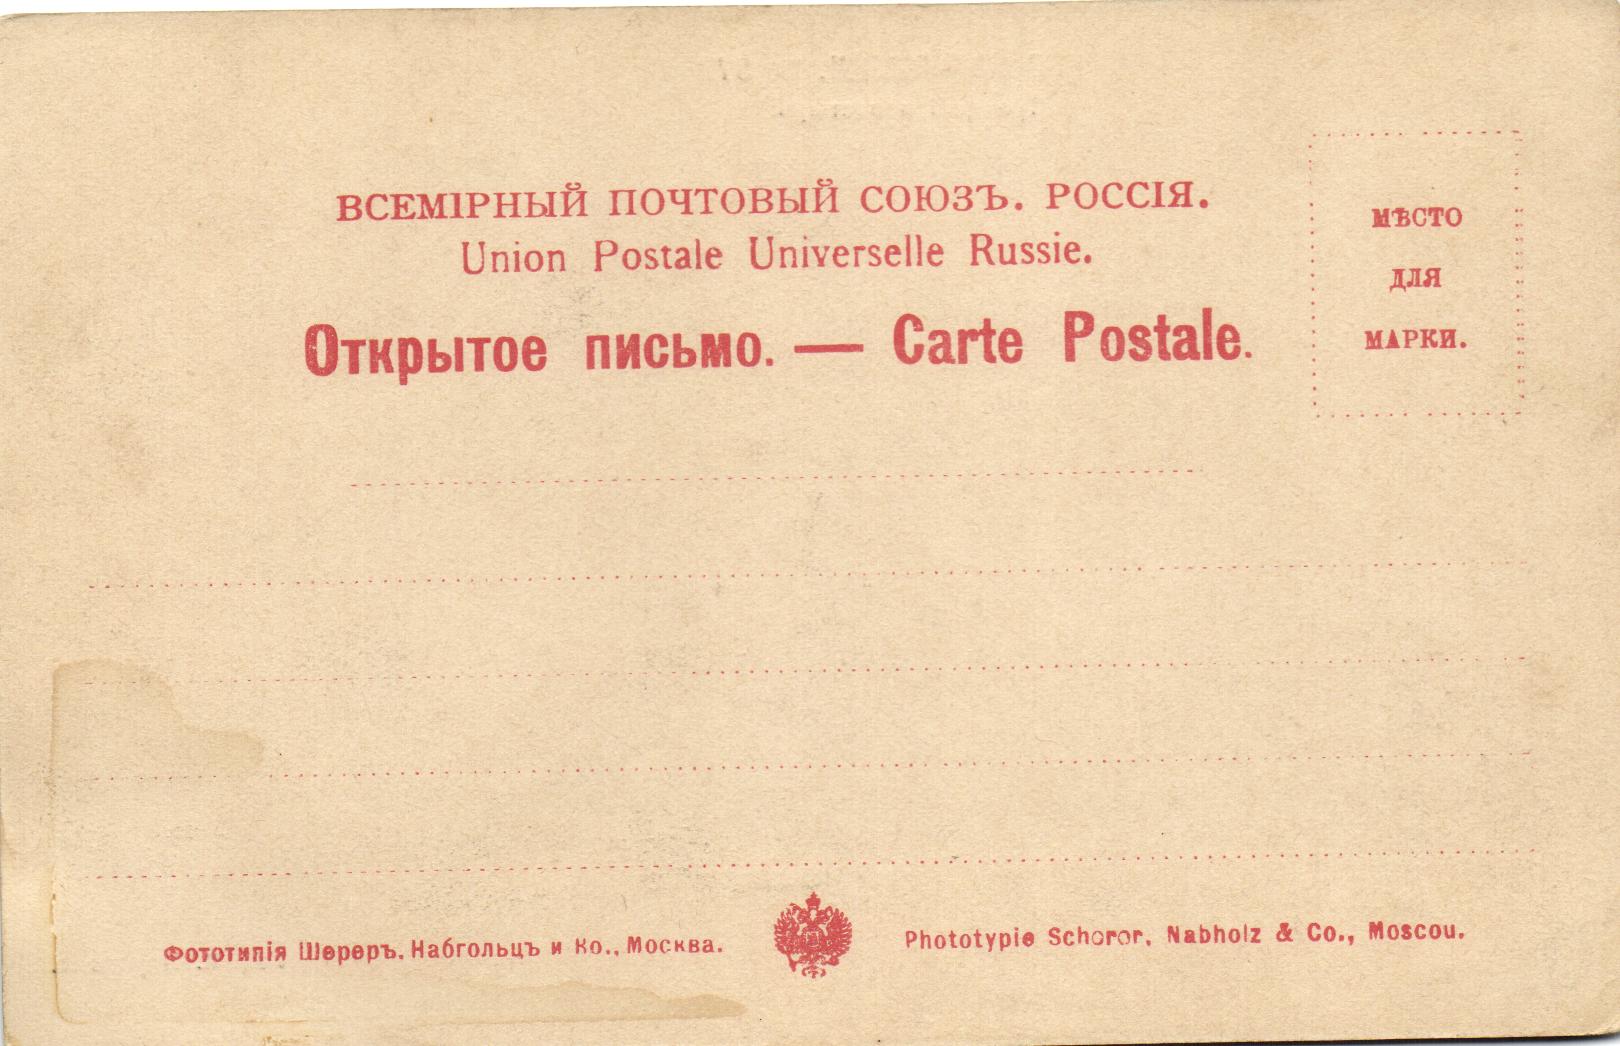 ВСЕМІРНЫЙ ПОЧТОВЫЙ СОЮЗЪ. РОССІЯ.
Union Postale Universelle Russie.
Открытое письмо. — Carte Postale.
МѢСТО
ДЛЯ
МАРКИ.
Фототипія Шереръ, Набгольцъ и Ко., Москва.
Phototypie Scherer, Nabholz & Co., Moscou.